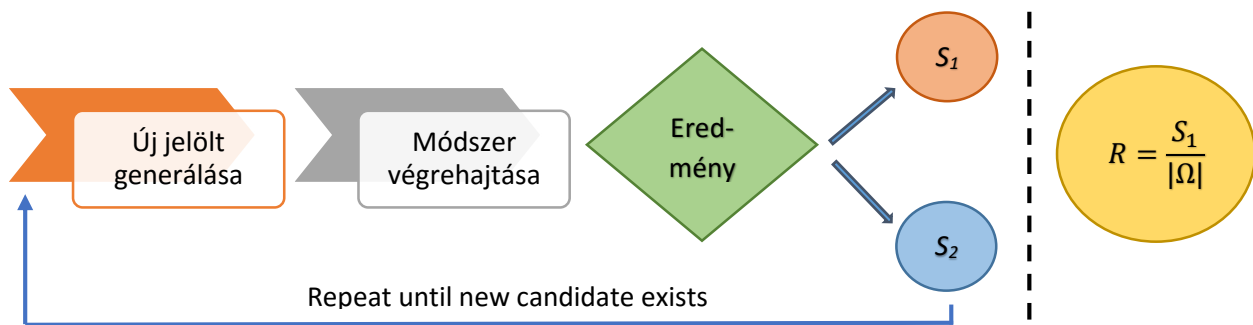 Új jelölt
generálása
Módszer
végrehajtása
Ered-
mény
S₁
S₂
R = S₁/|Ω|
Repeat until new candidate exists